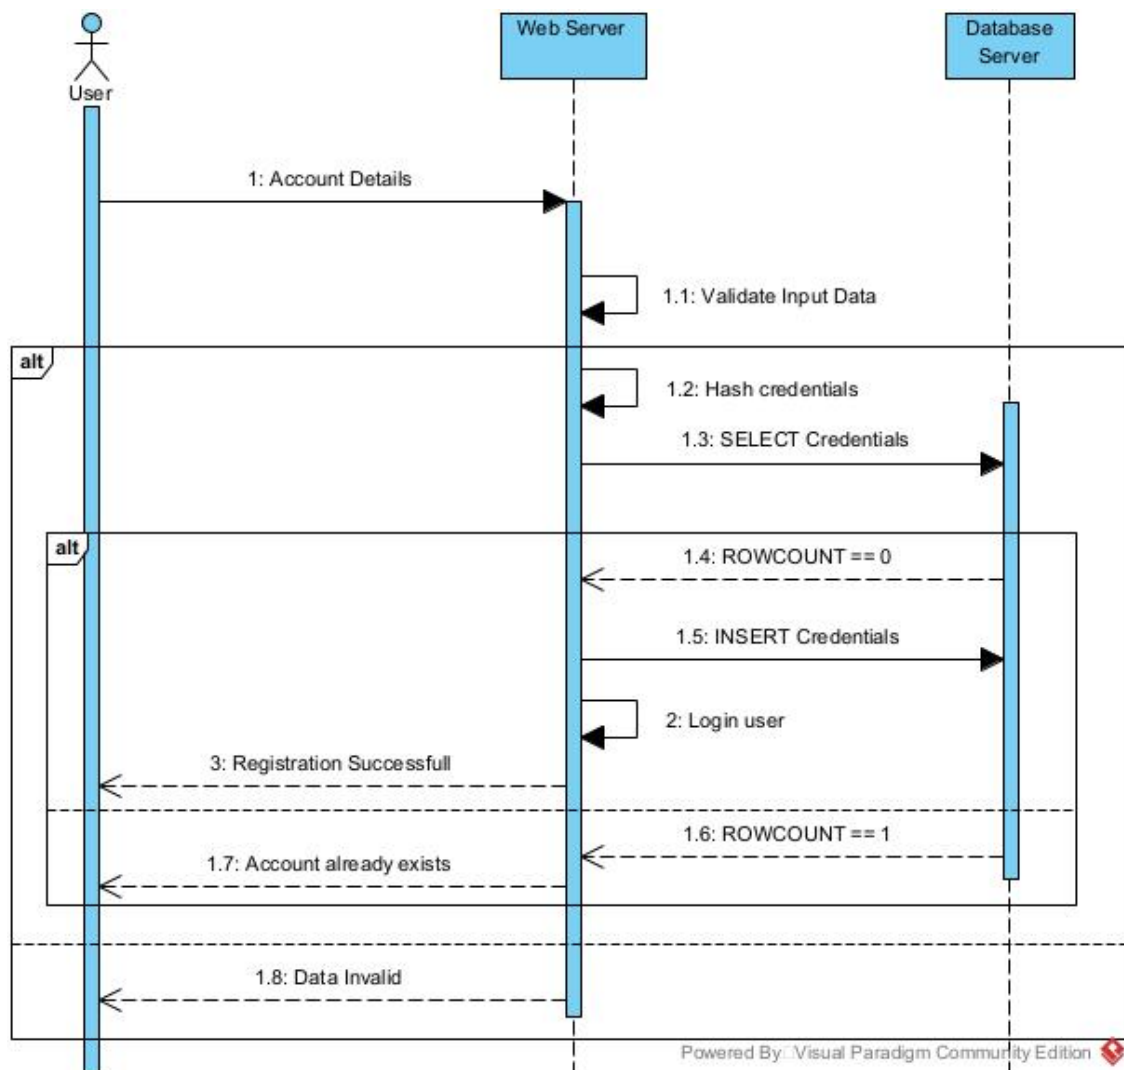 Web Server
Database
Server
User
1: Account Details
1.1: Validate Input Data
alt
1.2: Hash credentials
1.3: SELECT Credentials
alt
1.4: ROWCOUNT == 0
1.5: INSERT Credentials
2: Login user
3: Registration Successfull
1.6: ROWCOUNT == 1
1.7: Account already exists
1.8: Data Invalid
Powered By Visual Paradigm Community Edition